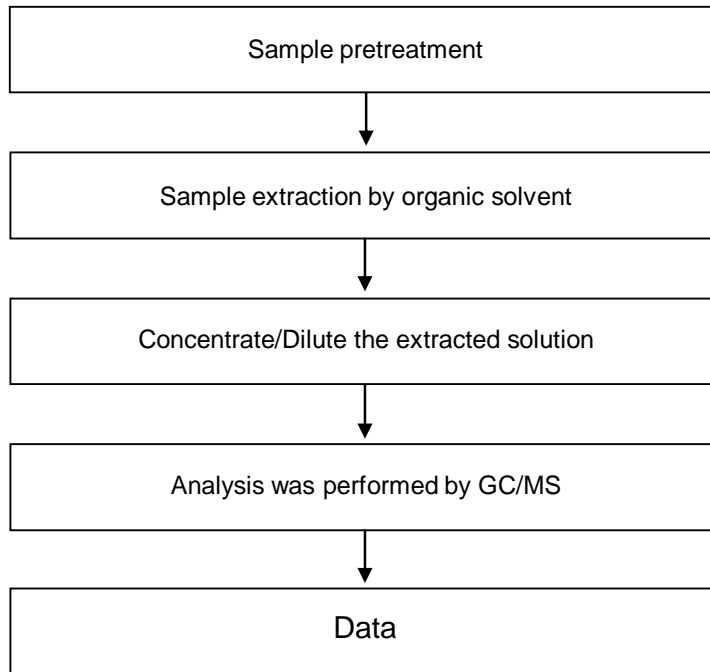 Sample pretreatment
Sample extraction by organic solvent
Concentrate/Dilute the extracted solution
Analysis was performed by GC/MS
Data